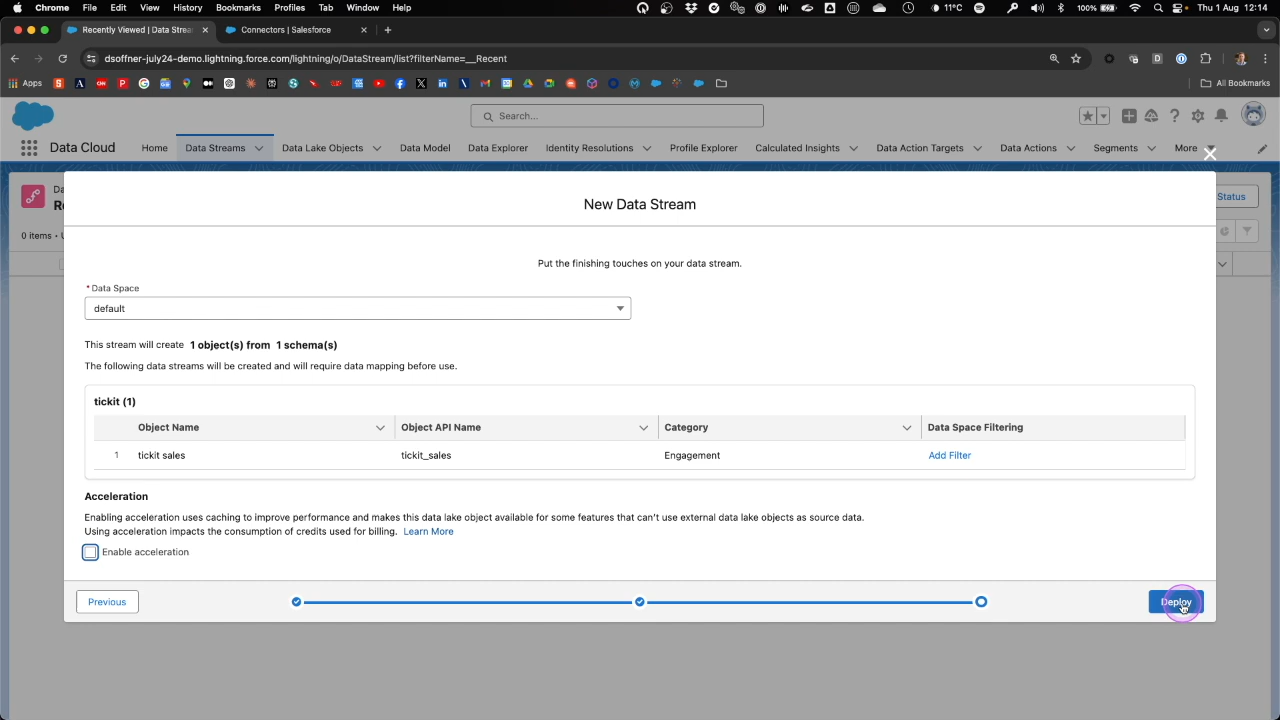 Chrome File Edit View History Bookmarks Profiles Tab Window Help 11°C 100% Thu 1 Aug 12:14
Recently Viewed | Data Strea Connectors | Salesforce
dsoffner-july24-demo.lightning.force.com/lightning/o/DataStream/list?filterName=__Recent
Apps All Bookmarks
Search...
Data Cloud Home Data Streams Data Lake Objects Data Model Data Explorer Identity Resolutions Profile Explorer Calculated Insights Data Action Targets Data Actions Segments More
Da
Status
0 items •
New Data Stream
Put the finishing touches on your data stream.
* Data Space
default
This stream will create 1 object(s) from 1 schema(s)
The following data streams will be created and will require data mapping before use.
tickit (1)
Object Name Object API Name Category Data Space Filtering
1 tickit sales tickit_sales Engagement Add Filter
Acceleration
Enabling acceleration uses caching to improve performance and makes this data lake object available for some features that can't use external data lake objects as source data.
Using acceleration impacts the consumption of credits used for billing. Learn More
Enable acceleration
Previous Deploy